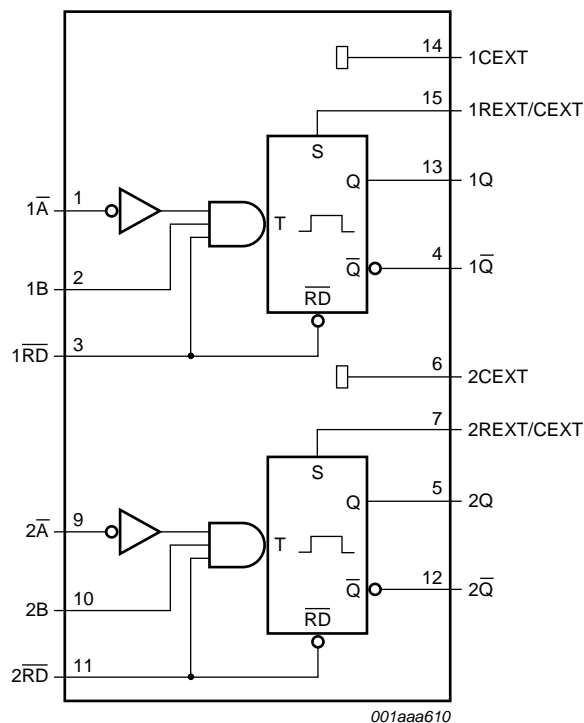 14 1CEXT
15 1REXT/CEXT
S
1A̅ 1
Q 13 1Q
T
1B 2
Q̅ 4 1Q̅
R̅D̅
1R̅D̅ 3
6 2CEXT
7 2REXT/CEXT
S
2A̅ 9
Q 5 2Q
T
2B 10
Q̅ 12 2Q̅
R̅D̅
2R̅D̅ 11
001aaa610